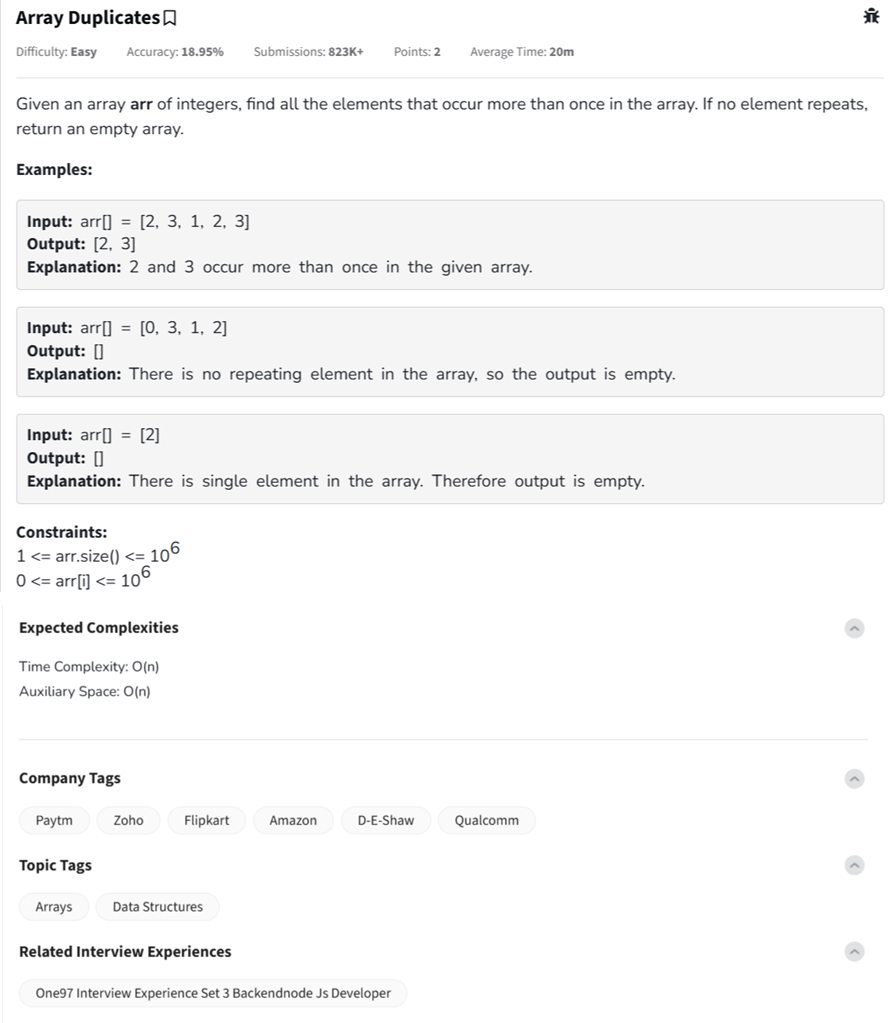 Array Duplicates
Difficulty: Easy Accuracy: 18.95% Submissions: 823K+ Points: 2 Average Time: 20m
Given an array arr of integers, find all the elements that occur more than once in the array. If no element repeats,
return an empty array.
Examples:
Input: arr[] = [2, 3, 1, 2, 3]
Output: [2, 3]
Explanation: 2 and 3 occur more than once in the given array.
Input: arr[] = [0, 3, 1, 2]
Output: []
Explanation: There is no repeating element in the array, so the output is empty.
Input: arr[] = [2]
Output: []
Explanation: There is single element in the array. Therefore output is empty.
Constraints:
1 <= arr.size() <= 10^6
0 <= arr[i] <= 10^6
Expected Complexities
Time Complexity: O(n)
Auxiliary Space: O(n)
Company Tags
Paytm Zoho Flipkart Amazon D-E-Shaw Qualcomm
Topic Tags
Arrays Data Structures
Related Interview Experiences
One97 Interview Experience Set 3 Backendnode Js Developer